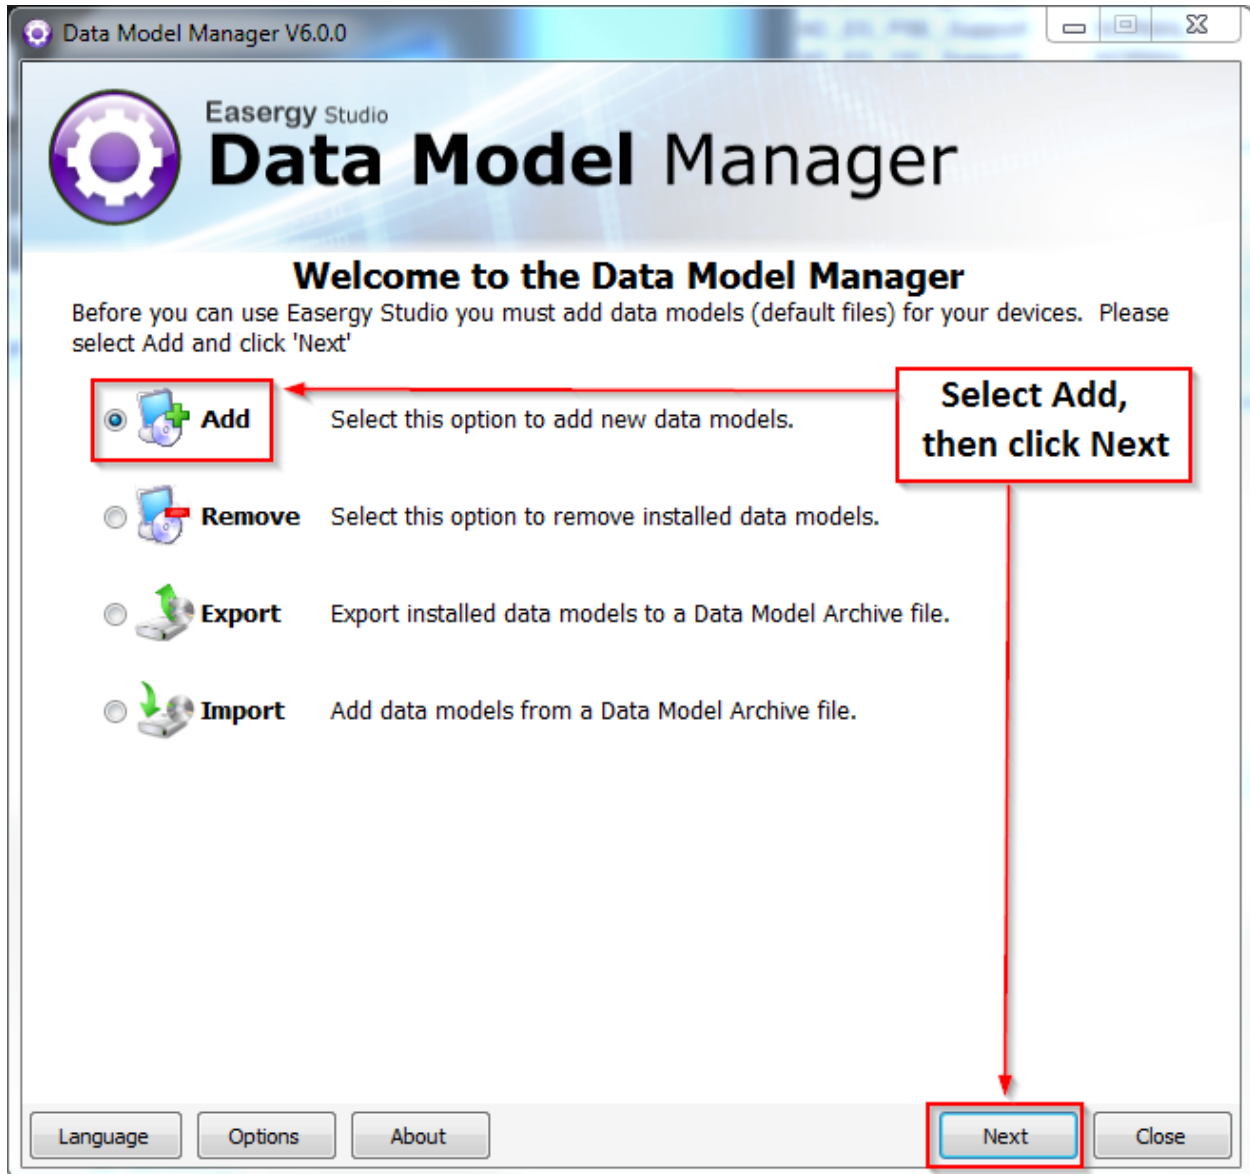 Data Model Manager V6.0.0
Easergy Studio
Data Model Manager
Welcome to the Data Model Manager
Before you can use Easergy Studio you must add data models (default files) for your devices.  Please
select Add and click 'Next'
Select Add,
then click Next
Add Select this option to add new data models.
Remove Select this option to remove installed data models.
Export Export installed data models to a Data Model Archive file.
Import Add data models from a Data Model Archive file.
Language Options About Next Close